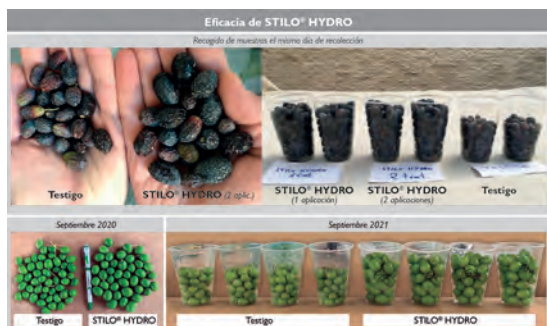 Eficacia de STILO® HYDRO
Recogida de muestras el mismo día de recolección
Testigo
STILO® HYDRO (2 aplic.)
STILO® HYDRO
(1 aplicación)
STILO® HYDRO
(2 aplicaciones)
Testigo
Septiembre 2020
Septiembre 2021
Testigo
STILO® HYDRO
Testigo
STILO® HYDRO